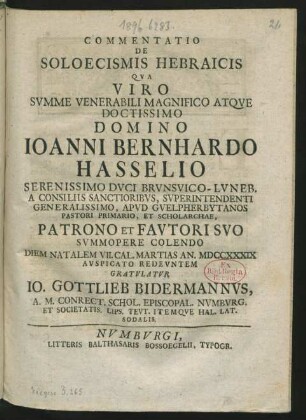 1896 6283.
COMMENTATIO
DE
SOLOECISMIS HEBRAICIS
QVA
VIRO
SVMME VENERABILI MAGNIFICO ATQVE
DOCTISSIMO
DOMINO
IOANNI BERNHARDO
HASSELIO
SERENISSIMO DVCI BRVNSVICO-LVNEB.
A CONSILIIS SANCTIORIBVS, SVPERINTENDENTI
GENERALISSIMO, APVD GVELPHERBYTANOS
PASTORI PRIMARIO, ET SCHOLARCHAE,
PATRONO ET FAVTORI SVO
SVMMOPERE COLENDO
DIEM NATALEM VII. CAL. MARTIAS AN. MDCCXXXIX
AVSPICATO REDEVNTEM
GRATVLATVR
IO. GOTTLIEB BIDERMANNVS,
A. M. CONRECT. SCHOL. EPISCOPAL. NVMBVRG.
ET SOCIETATIS. LIPS. TEVT. ITEMQVE HAL. LAT.
SODALIS.
NVMBVRGI,
LITTERIS BALTHASARIS BOSSOEGELII, TYPOGR.